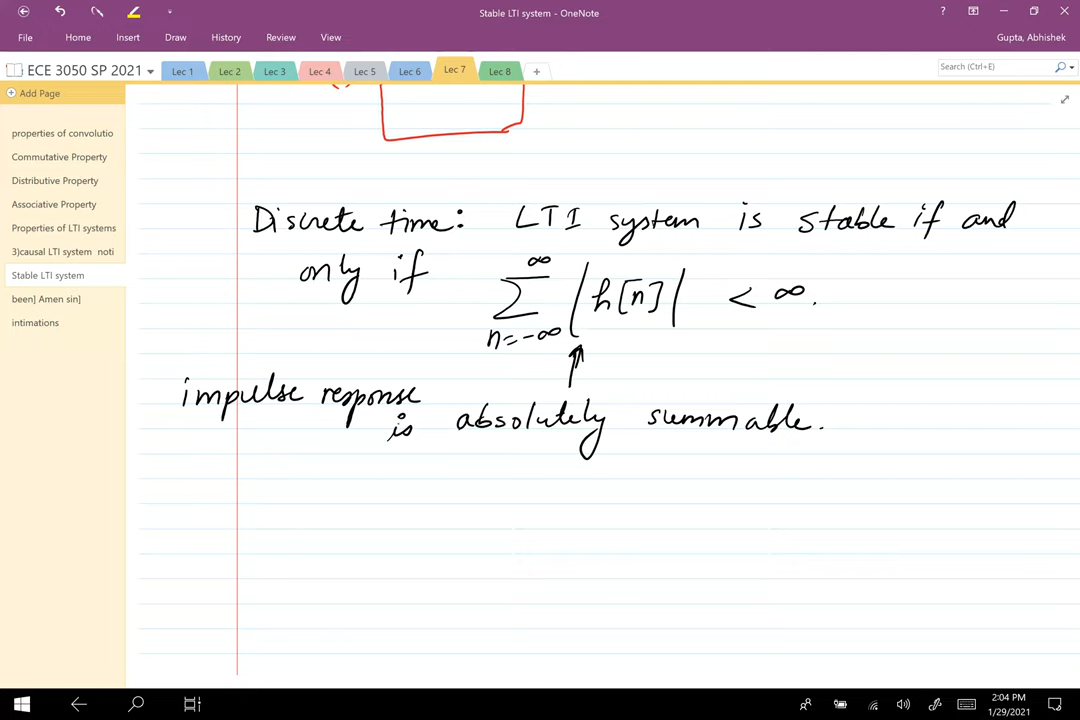 Stable LTI system - OneNote
File Home Insert Draw History Review View
Gupta, Abhishek
ECE 3050 SP 2021
Lec 1 Lec 2 Lec 3 Lec 4 Lec 5 Lec 6 Lec 7 Lec 8
Search (Ctrl+E)
Add Page
properties of convolutio
Commutative Property
Distributive Property
Associative Property
Properties of LTI systems
3)causal LTI system noti
Stable LTI system
been] Amen sin]
intimations
Discrete time: LTI system is stable if and
only if ∑_{n=-∞}^{∞} |h[n]| < ∞.
impulse response
is absolutely summable.
2:04 PM
1/29/2021